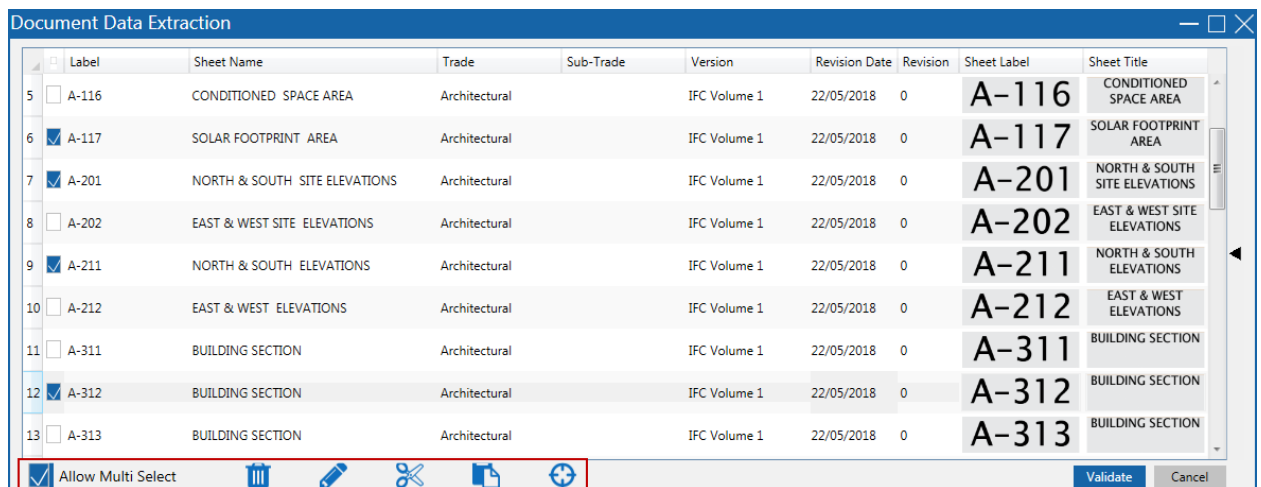 Document Data Extraction
Label Sheet Name Trade Sub-Trade Version Revision Date Revision Sheet Label Sheet Title
5 A-116 CONDITIONED SPACE AREA Architectural IFC Volume 1 22/05/2018 0 A-116 CONDITIONED SPACE AREA
6 A-117 SOLAR FOOTPRINT AREA Architectural IFC Volume 1 22/05/2018 0 A-117 SOLAR FOOTPRINT AREA
7 A-201 NORTH & SOUTH SITE ELEVATIONS Architectural IFC Volume 1 22/05/2018 0 A-201 NORTH & SOUTH SITE ELEVATIONS
8 A-202 EAST & WEST SITE ELEVATIONS Architectural IFC Volume 1 22/05/2018 0 A-202 EAST & WEST SITE ELEVATIONS
9 A-211 NORTH & SOUTH ELEVATIONS Architectural IFC Volume 1 22/05/2018 0 A-211 NORTH & SOUTH ELEVATIONS
10 A-212 EAST & WEST ELEVATIONS Architectural IFC Volume 1 22/05/2018 0 A-212 EAST & WEST ELEVATIONS
11 A-311 BUILDING SECTION Architectural IFC Volume 1 22/05/2018 0 A-311 BUILDING SECTION
12 A-312 BUILDING SECTION Architectural IFC Volume 1 22/05/2018 0 A-312 BUILDING SECTION
13 A-313 BUILDING SECTION Architectural IFC Volume 1 22/05/2018 0 A-313 BUILDING SECTION
Allow Multi Select Validate Cancel